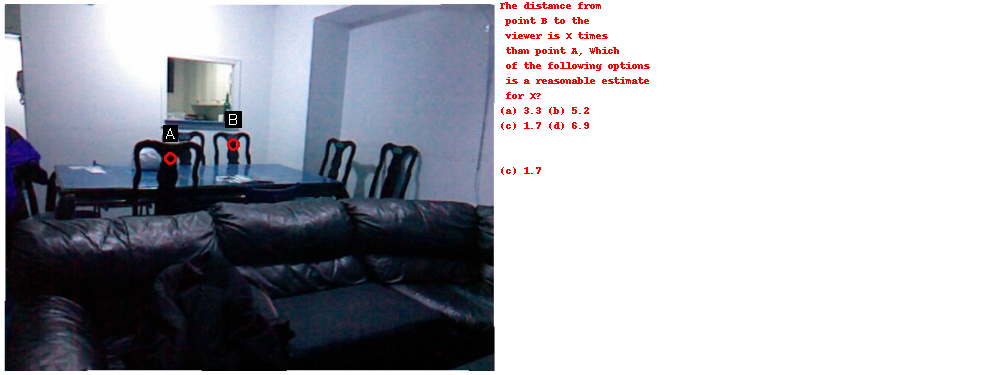 A
B
The distance from
point B to the
viewer is X times
than point A, Which
of the following options
is a reasonable estimate
for X?
(a) 3.3 (b) 5.2
(c) 1.7 (d) 6.9
(c) 1.7